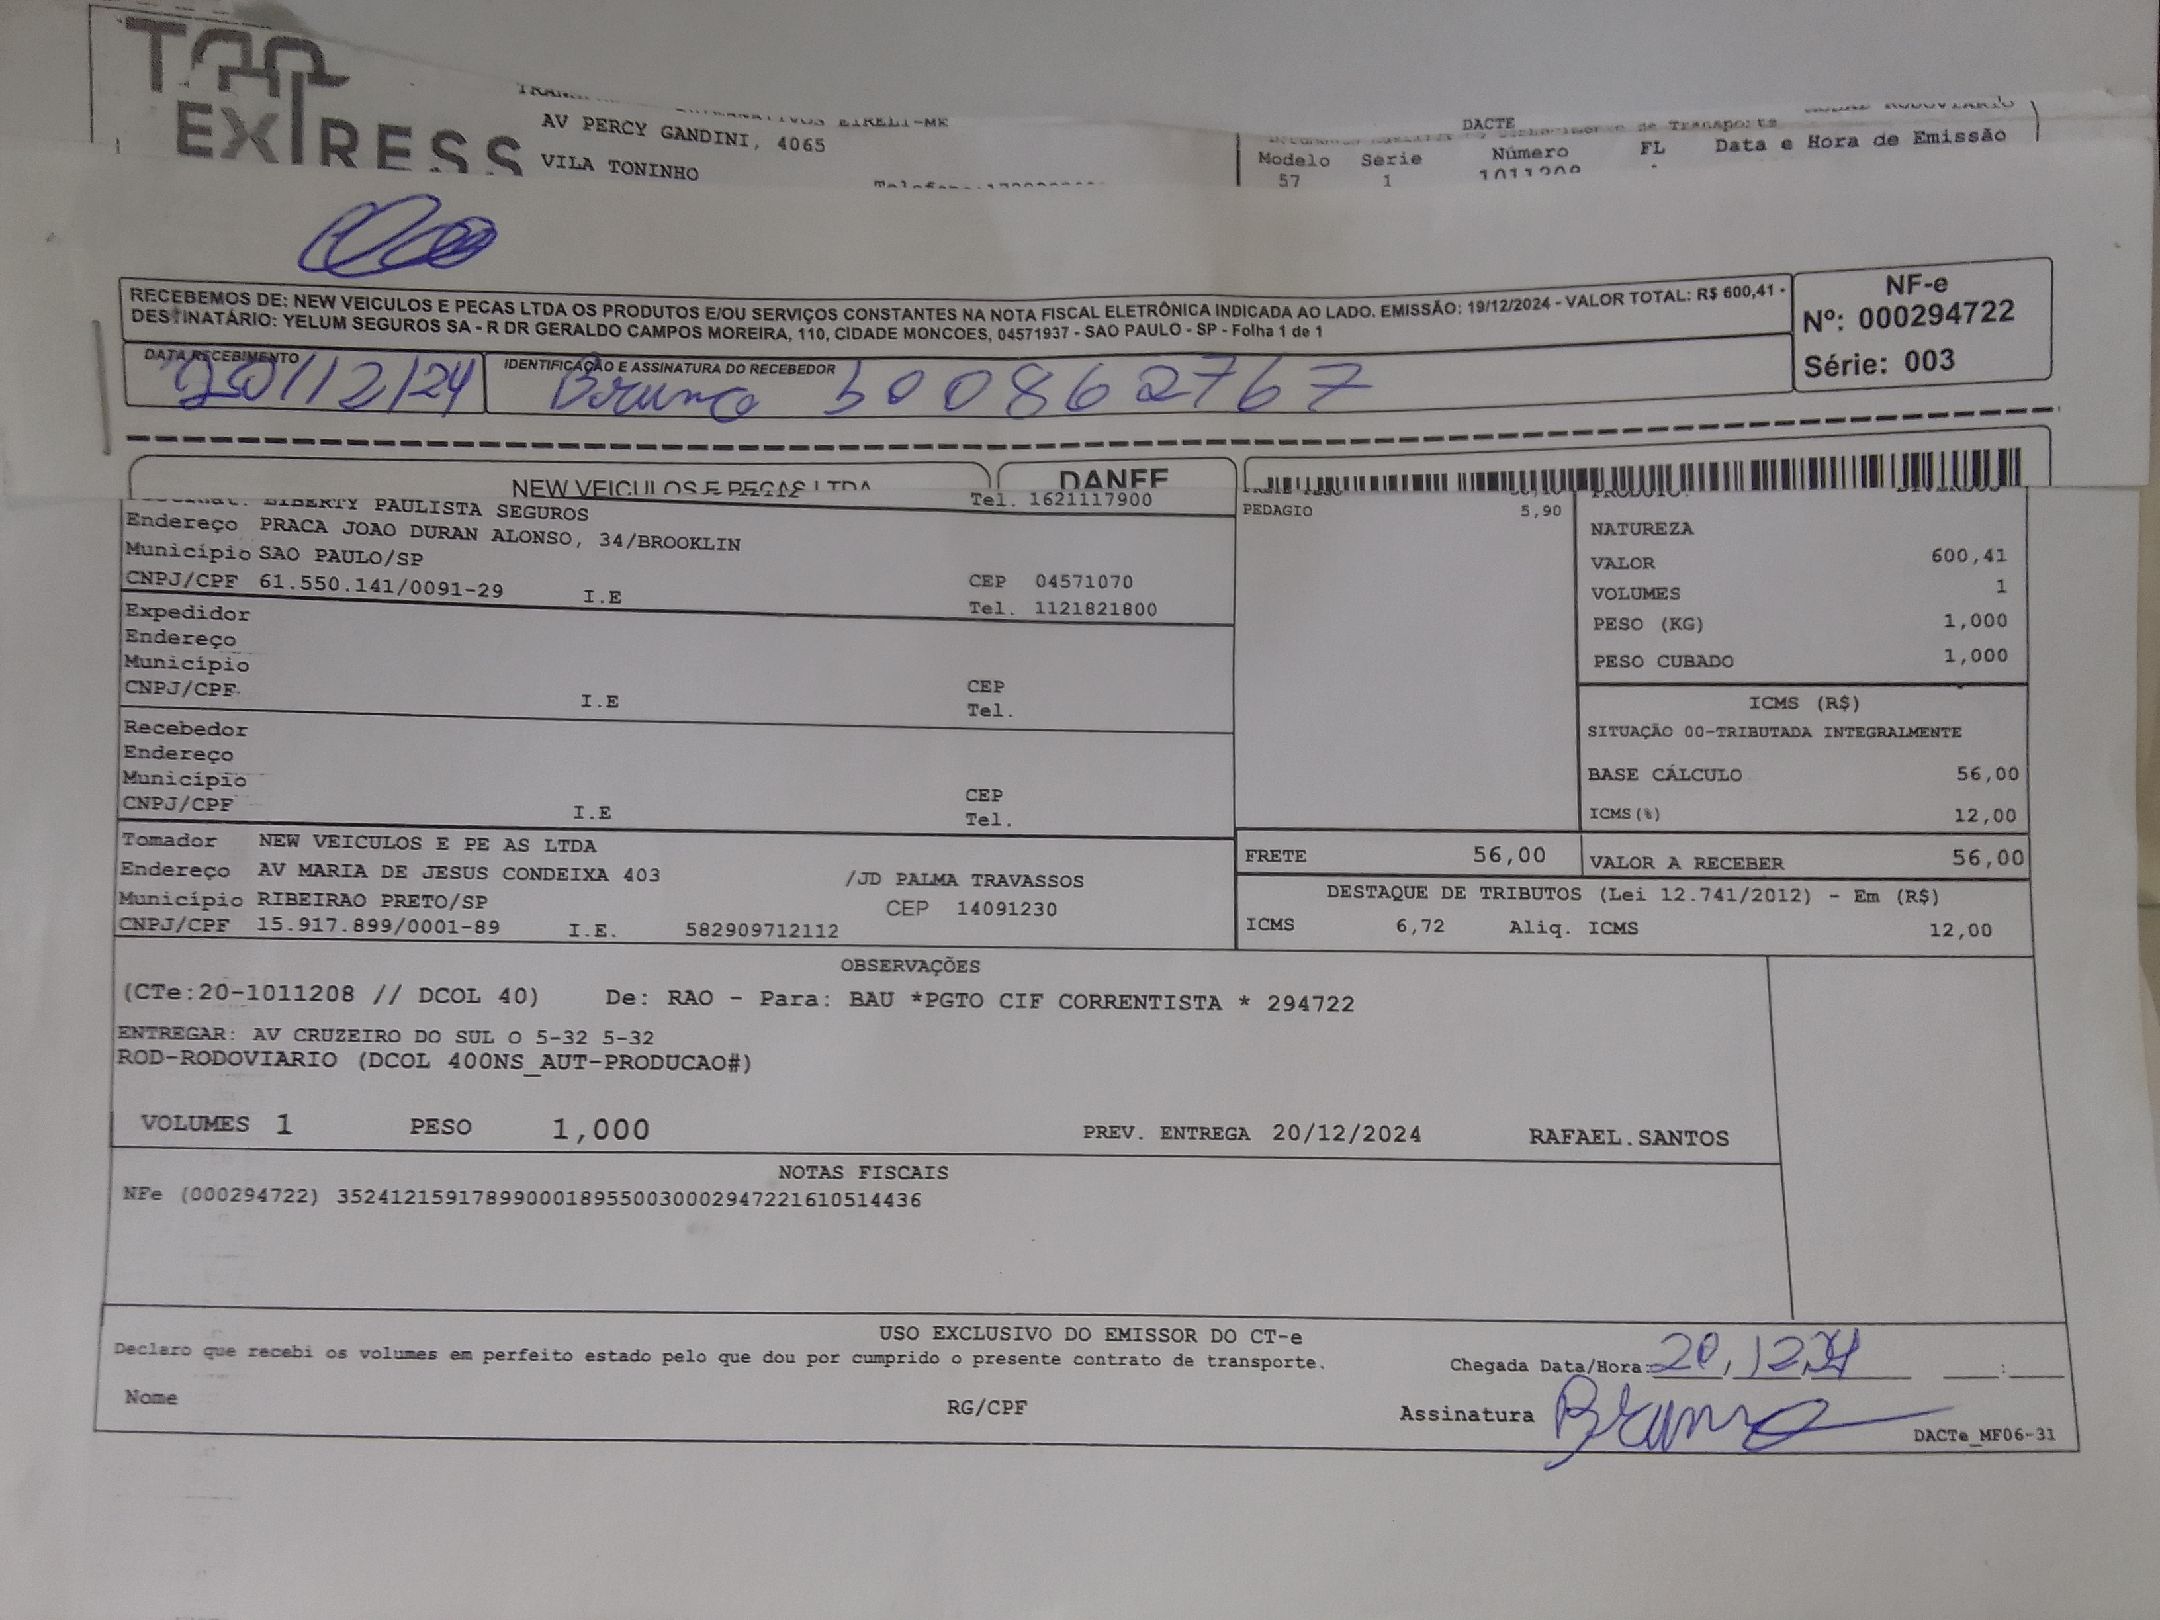 EXPRESS
AV PERCY GANDINI, 4065
VILA TONINHO
DACTE
Modelo Serie Número FL Data e Hora de Emissão
57 1
RECEBEMOS DE: NEW VEICULOS E PECAS LTDA OS PRODUTOS E/OU SERVIÇOS CONSTANTES NA NOTA FISCAL ELETRÔNICA INDICADA AO LADO. EMISSÃO: 19/12/2024 - VALOR TOTAL: R$ 600,41 -
DESTINATÁRIO: YELUM SEGUROS SA - R DR GERALDO CAMPOS MOREIRA, 110, CIDADE MONCOES, 04571937 - SAO PAULO - SP - Folha 1 de 1
NF-e
Nº: 000294722
Série: 003
DATA RECEBIMENTO
20/12/24
IDENTIFICAÇÃO E ASSINATURA DO RECEBEDOR
Bruno 500862767
NEW VEICULOS E PECAS LTDA
DANFE
LIBERTY PAULISTA SEGUROS Tel. 1621117900
Endereço PRACA JOAO DURAN ALONSO, 34/BROOKLIN
Município SAO PAULO/SP
CNPJ/CPF 61.550.141/0091-29 I.E CEP 04571070
Tel. 1121821800
Expedidor
Endereço
Município
CNPJ/CPF I.E CEP
Tel.
Recebedor
Endereço
Município
CNPJ/CPF I.E CEP
Tel.
Tomador NEW VEICULOS E PE AS LTDA
Endereço AV MARIA DE JESUS CONDEIXA 403 /JD PALMA TRAVASSOS
Município RIBEIRAO PRETO/SP CEP 14091230
CNPJ/CPF 15.917.899/0001-89 I.E. 582909712112
PEDAGIO 5,90
NATUREZA
VALOR 600,41
VOLUMES 1
PESO (KG) 1,000
PESO CUBADO 1,000
ICMS (R$)
SITUAÇÃO 00-TRIBUTADA INTEGRALMENTE
BASE CÁLCULO 56,00
ICMS(%) 12,00
FRETE 56,00 VALOR A RECEBER 56,00
DESTAQUE DE TRIBUTOS (Lei 12.741/2012) - Em (R$)
ICMS 6,72 Aliq. ICMS 12,00
OBSERVAÇÕES
(CTe:20-1011208 // DCOL 40) De: RAO - Para: BAU *PGTO CIF CORRENTISTA * 294722
ENTREGAR: AV CRUZEIRO DO SUL O 5-32 5-32
ROD-RODOVIARIO (DCOL 400NS_AUT-PRODUCAO#)
VOLUMES 1 PESO 1,000 PREV. ENTREGA 20/12/2024 RAFAEL.SANTOS
NOTAS FISCAIS
NFe (000294722) 35241215917899000189550030002947221610514436
USO EXCLUSIVO DO EMISSOR DO CT-e
Declaro que recebi os volumes em perfeito estado pelo que dou por cumprido o presente contrato de transporte.
Chegada Data/Hora: 20,12,24 :
Nome RG/CPF Assinatura Bruno
DACTe_MF06-31